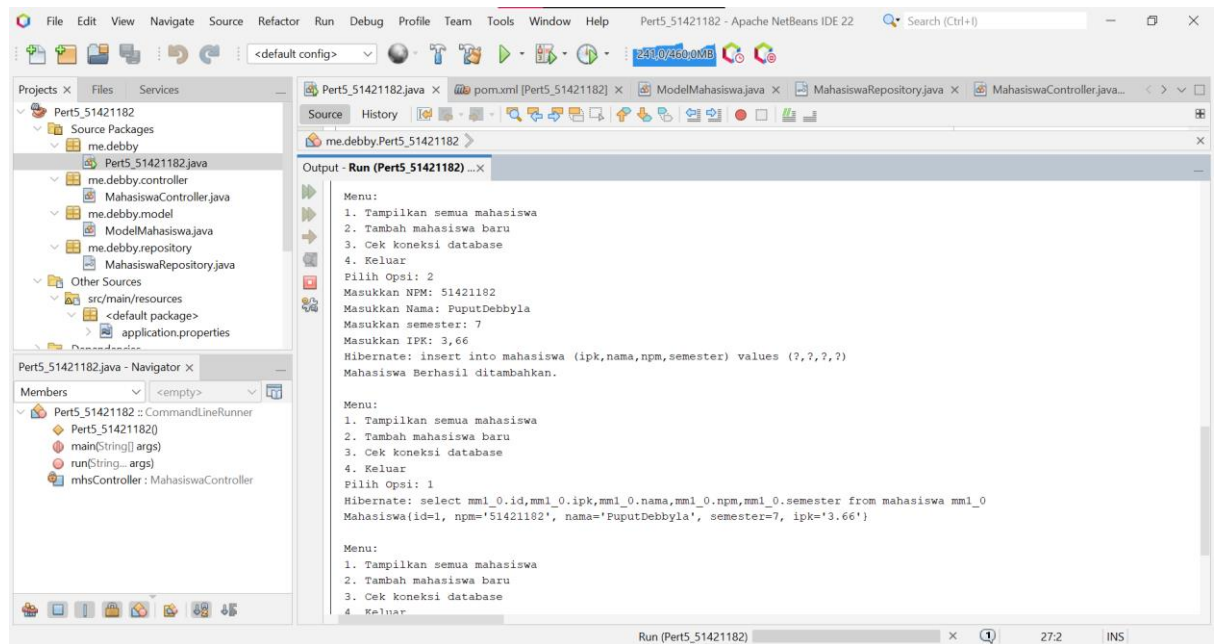 File Edit View Navigate Source Refactor Run Debug Profile Team Tools Window Help Pert5_51421182 - Apache NetBeans IDE 22 Search (Ctrl+I)
<default config> 241,0/460,0MB
Projects Files Services
Pert5_51421182
Source Packages
me.debby
Pert5_51421182.java
me.debby.controller
MahasiswaController.java
me.debby.model
ModelMahasiswa.java
me.debby.repository
MahasiswaRepository.java
Other Sources
src/main/resources
<default package>
application.properties
Dependencies
Pert5_51421182.java - Navigator
Members <empty>
Pert5_51421182 :: CommandLineRunner
Pert5_51421182()
main(String[] args)
run(String... args)
mhsController : MahasiswaController
Pert5_51421182.java pom.xml [Pert5_51421182] ModelMahasiswa.java MahasiswaRepository.java MahasiswaController.java...
Source History
me.debby.Pert5_51421182
Output - Run (Pert5_51421182) ...
Menu:
1. Tampilkan semua mahasiswa
2. Tambah mahasiswa baru
3. Cek koneksi database
4. Keluar
Pilih Opsi: 2
Masukkan NPM: 51421182
Masukkan Nama: PuputDebbyla
Masukkan semester: 7
Masukkan IPK: 3,66
Hibernate: insert into mahasiswa (ipk,nama,npm,semester) values (?,?,?,?)
Mahasiswa Berhasil ditambahkan.
Menu:
1. Tampilkan semua mahasiswa
2. Tambah mahasiswa baru
3. Cek koneksi database
4. Keluar
Pilih Opsi: 1
Hibernate: select mm1_0.id,mm1_0.ipk,mm1_0.nama,mm1_0.npm,mm1_0.semester from mahasiswa mm1_0
Mahasiswa{id=1, npm='51421182', nama='PuputDebbyla', semester=7, ipk='3.66'}
Menu:
1. Tampilkan semua mahasiswa
2. Tambah mahasiswa baru
3. Cek koneksi database
4. Keluar
Run (Pert5_51421182) 1 27:2 INS